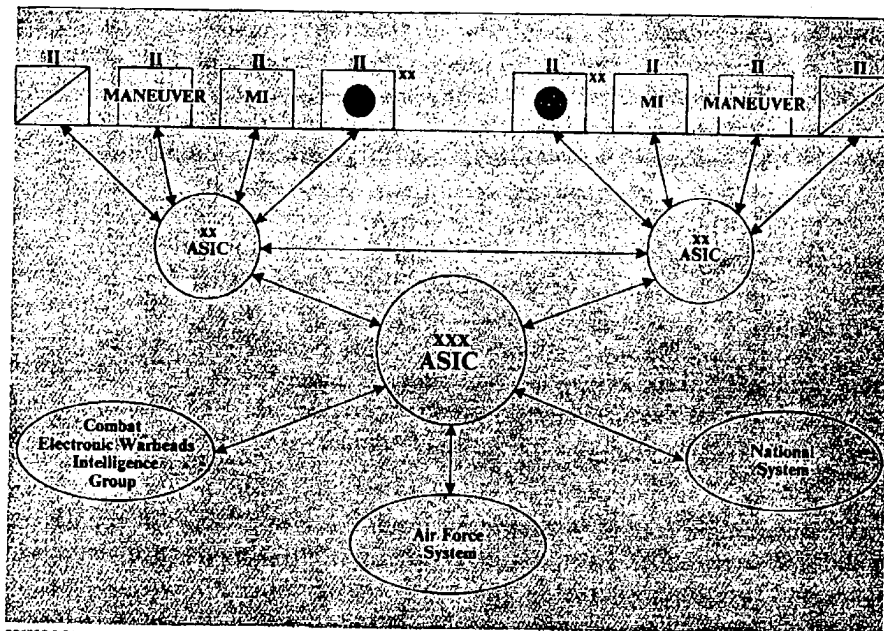 II II II II II II II II
MANEUVER MI xx xx MI MANEUVER
xx
ASIC
xx
ASIC
xxx
ASIC
Combat
Electronic Warheads
Intelligence
Group
National
System
Air Force
System